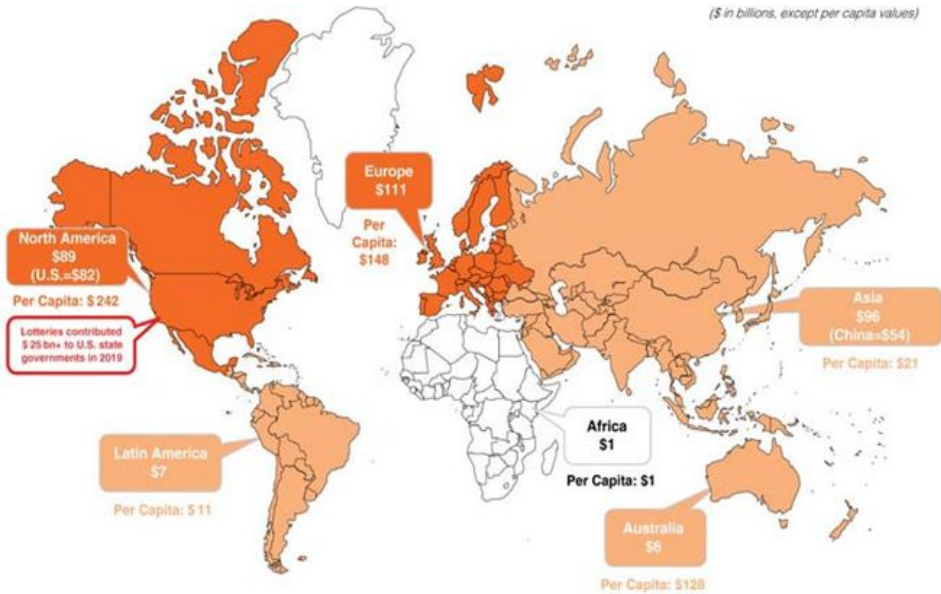 ($ in billions, except per capita values)
Europe
$111
Per
Capita:
$148
North America
$89
(U.S.=$82)
Per Capita: $242
Lotteries contributed
$25bn+ to U.S. state
governments in 2019
Asia
$96
(China=$54)
Per Capita: $21
Latin America
$7
Per Capita: $11
Africa
$1
Per Capita: $1
Australia
$6
Per Capita: $128